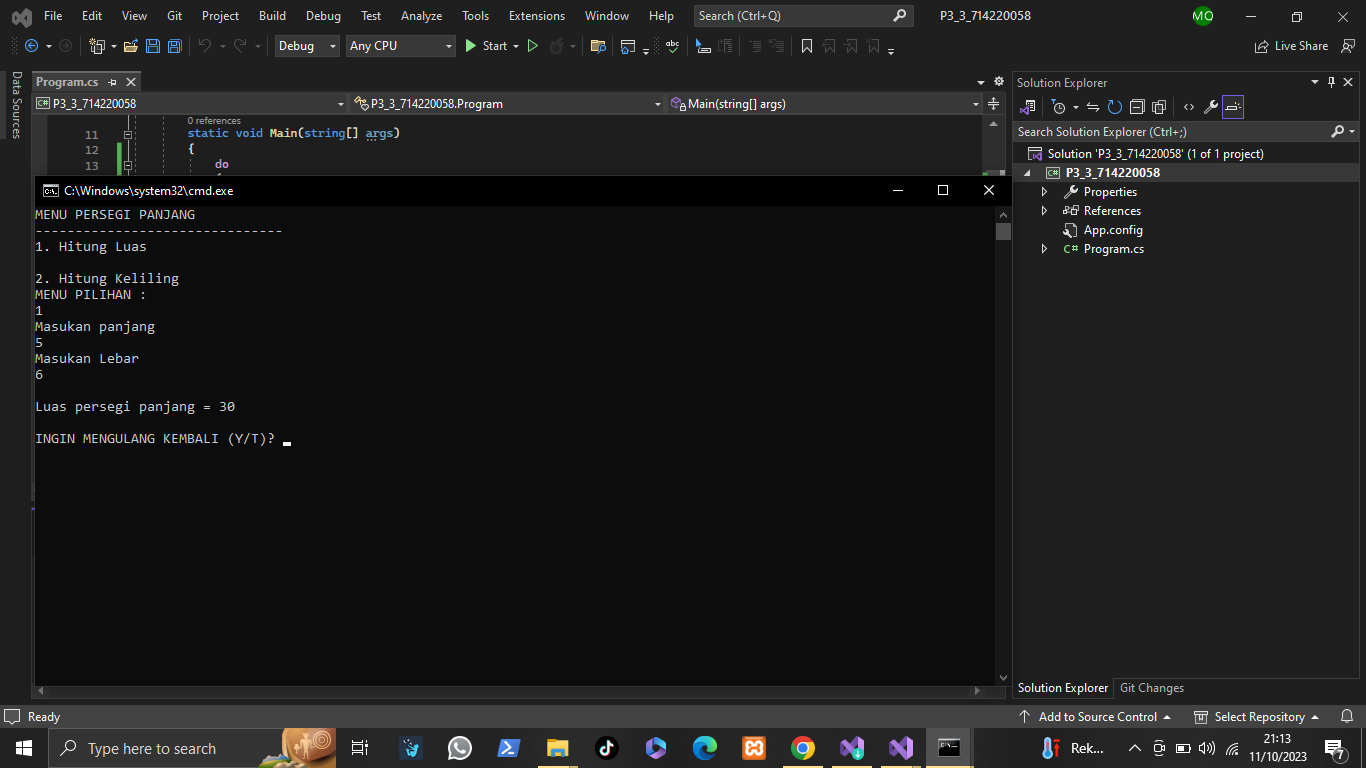 File Edit View Git Project Build Debug Test Analyze Tools Extensions Window Help Search (Ctrl+Q) P3_3_714220058 MO
Debug Any CPU Start Live Share
Data Sources
Program.cs
P3_3_714220058 P3_3_714220058.Program Main(string[] args)
0 references
11 static void Main(string[] args)
12 {
13 do
C:\Windows\system32\cmd.exe
MENU PERSEGI PANJANG
-------------------------------
1. Hitung Luas
2. Hitung Keliling
MENU PILIHAN :
1
Masukan panjang
5
Masukan Lebar
6
Luas persegi panjang = 30
INGIN MENGULANG KEMBALI (Y/T)?
Solution Explorer
Search Solution Explorer (Ctrl+;)
Solution 'P3_3_714220058' (1 of 1 project)
P3_3_714220058
Properties
References
App.config
C# Program.cs
Solution Explorer Git Changes
Ready Add to Source Control Select Repository
Type here to search Rek... 21:13
11/10/2023 7